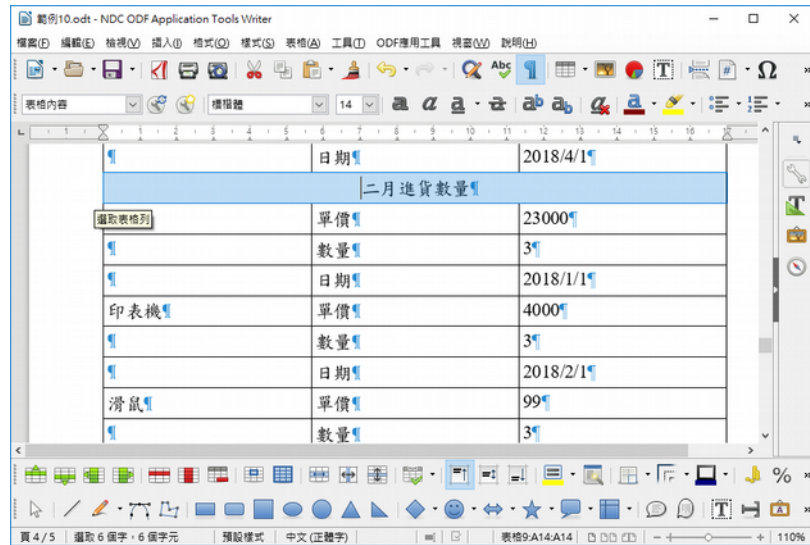 範例10.odt - NDC ODF Application Tools Writer
檔案(F) 編輯(E) 檢視(V) 插入(I) 格式(O) 樣式(S) 表格(A) 工具(T) ODF應用工具 視窗(W) 說明(H)
表格內容 標楷體 14
日期¶ 2018/4/1¶
二月進貨數量¶
選取表格列
單價¶ 23000¶
數量¶ 3¶
日期¶ 2018/1/1¶
印表機¶ 單價¶ 4000¶
數量¶ 3¶
日期¶ 2018/2/1¶
滑鼠¶ 單價¶ 99¶
數量¶ 3¶
頁 4 / 5 選取 6 個字，6 個字元 預設樣式 中文 (正體字) 表格9:A14:A14 110%